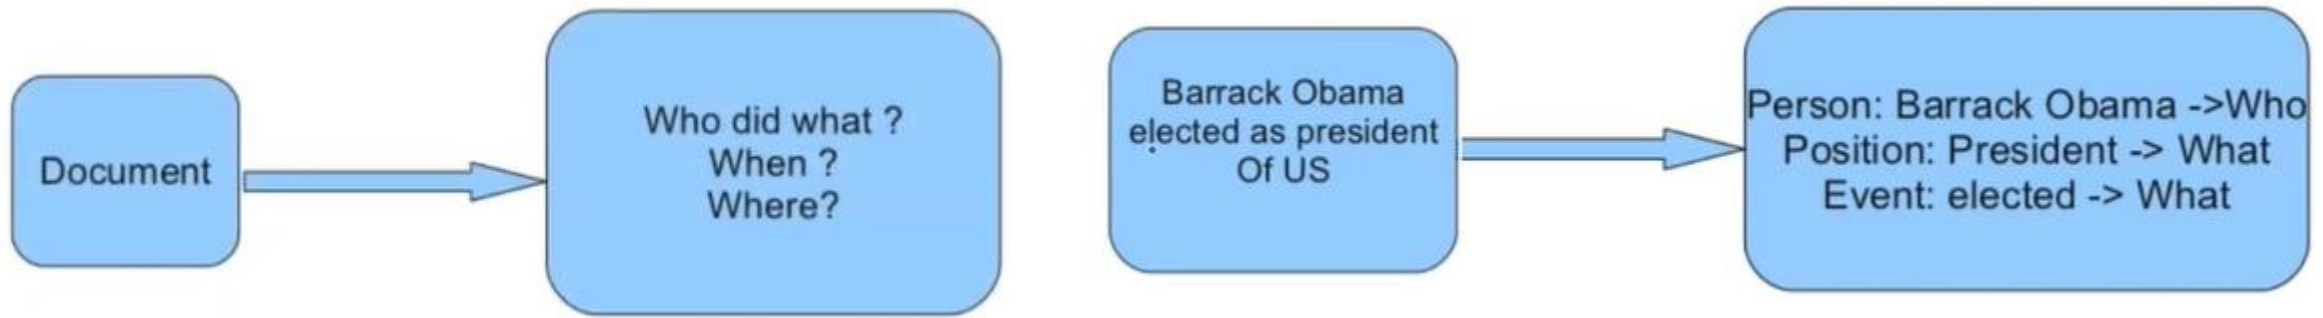 Document
Who did what ?
When ?
Where?
Barrack Obama
elected as president
Of US
Person: Barrack Obama ->Who
Position: President -> What
Event: elected -> What